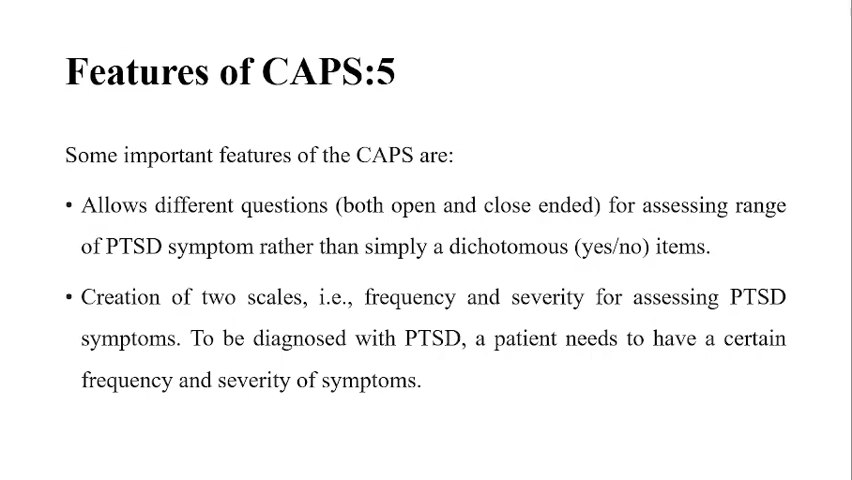 Features of CAPS:5
Some important features of the CAPS are:
• Allows different questions (both open and close ended) for assessing range
of PTSD symptom rather than simply a dichotomous (yes/no) items.
• Creation of two scales, i.e., frequency and severity for assessing PTSD
symptoms. To be diagnosed with PTSD, a patient needs to have a certain
frequency and severity of symptoms.